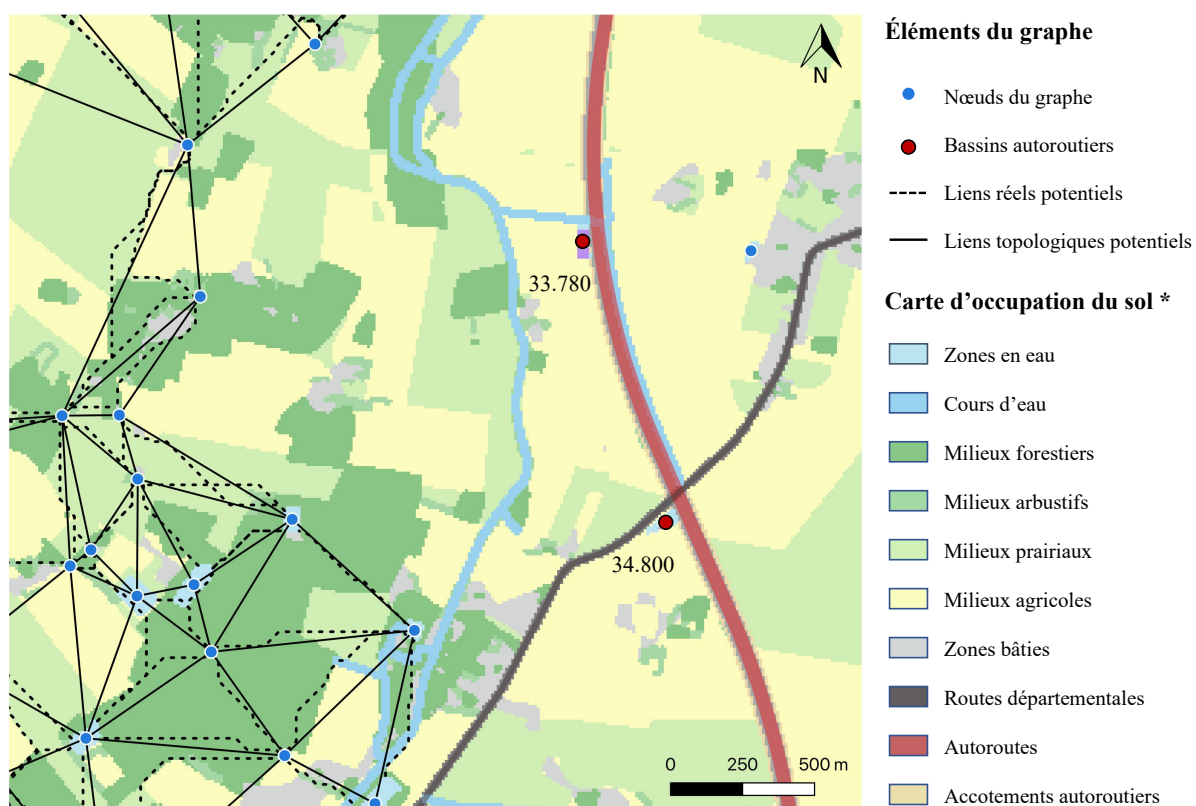 N
33.780
34.800
0 250 500 m
Éléments du graphe
Nœuds du graphe
Bassins autoroutiers
Liens réels potentiels
Liens topologiques potentiels
Carte d’occupation du sol *
Zones en eau
Cours d’eau
Milieux forestiers
Milieux arbustifs
Milieux prairiaux
Milieux agricoles
Zones bâties
Routes départementales
Autoroutes
Accotements autoroutiers